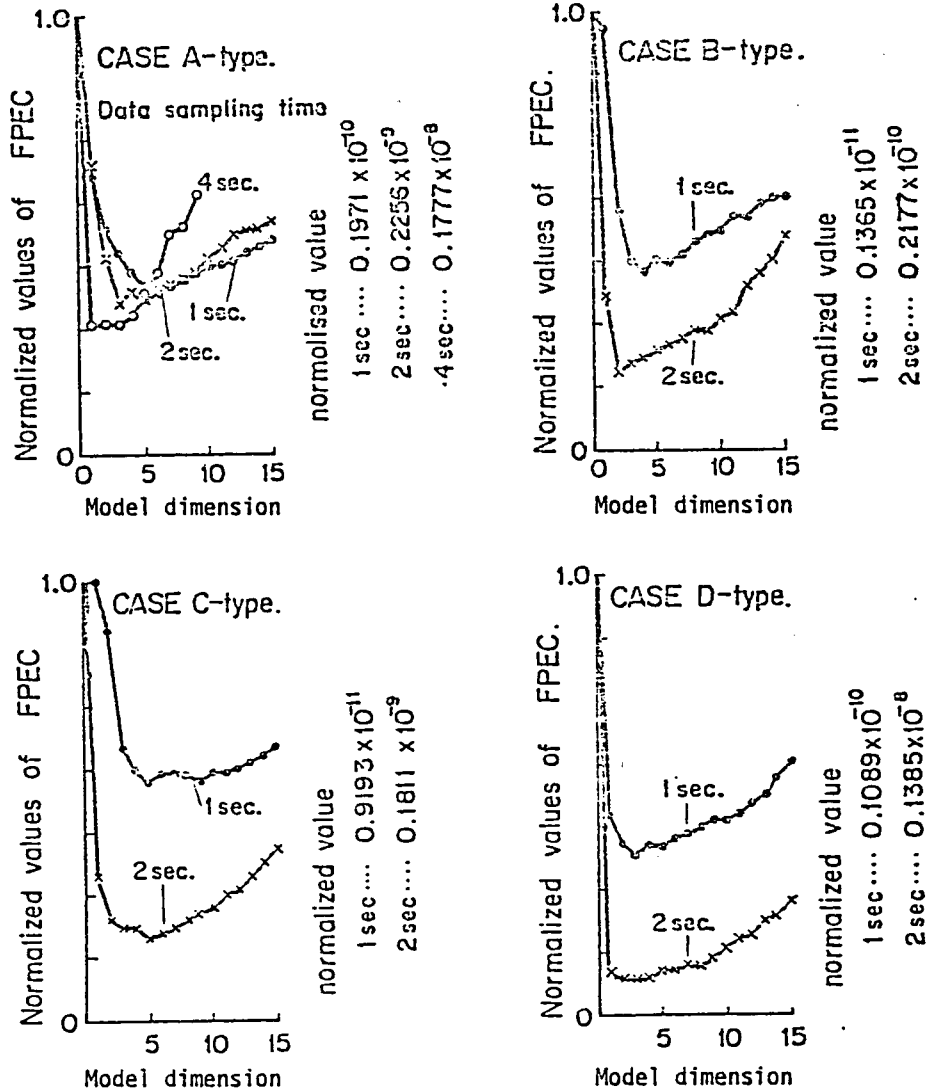 Normalized values of FPEC
1.0
0
CASE A-type.
Data sampling time
4 sec.
1 sec.
2 sec.
0 5 10 15
Model dimension
normolised value
1 sec .... 0.1971 x 10-10
2 sec .... 0.2256 x 10-9
4 sec .... 0.1777 x 10-8
Normalized values of FPEC.
1.0
0
CASE B-type.
1 sec.
2 sec.
0 5 10 15
Model dimension
normalized value
1 sec .... 0.1365 x 10-11
2 sec .... 0.2177 x 10-10
Normalized values of FPEC
1.0
0
CASE C-type.
1 sec.
2 sec.
5 10 15
Model dimension
normalized value
1 sec .... 0.9193 x 10-11
2 sec .... 0.1811 x 10-9
Normalized values of FPEC.
1.0
0
CASE D-type.
1 sec.
2 sec.
5 10 15
Model dimension
normalized value
1 sec .... 0.1089 x 10-10
2 sec .... 0.1385 x 10-8